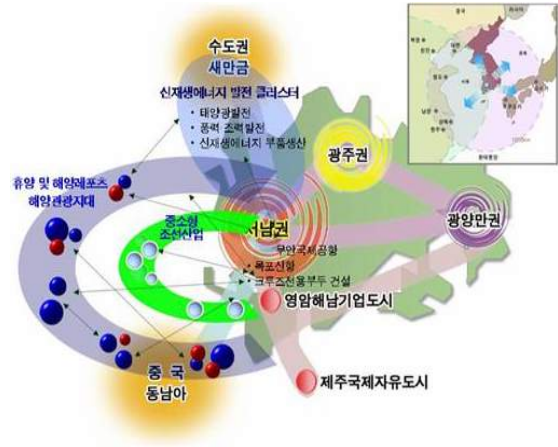 수도권
새만금
신재생에너지 발전 클러스터
• 태양광발전
• 풍력·조력발전
• 신재생에너지 부품생산
광주권
휴양 및 해양레포츠
해양관광지대
중소형
조선산업
서남권
무안국제공항
• 목포신항
• 크루즈전용부두 건설
광양만권
영암해남기업도시
중 국
동남아
제주국제자유도시